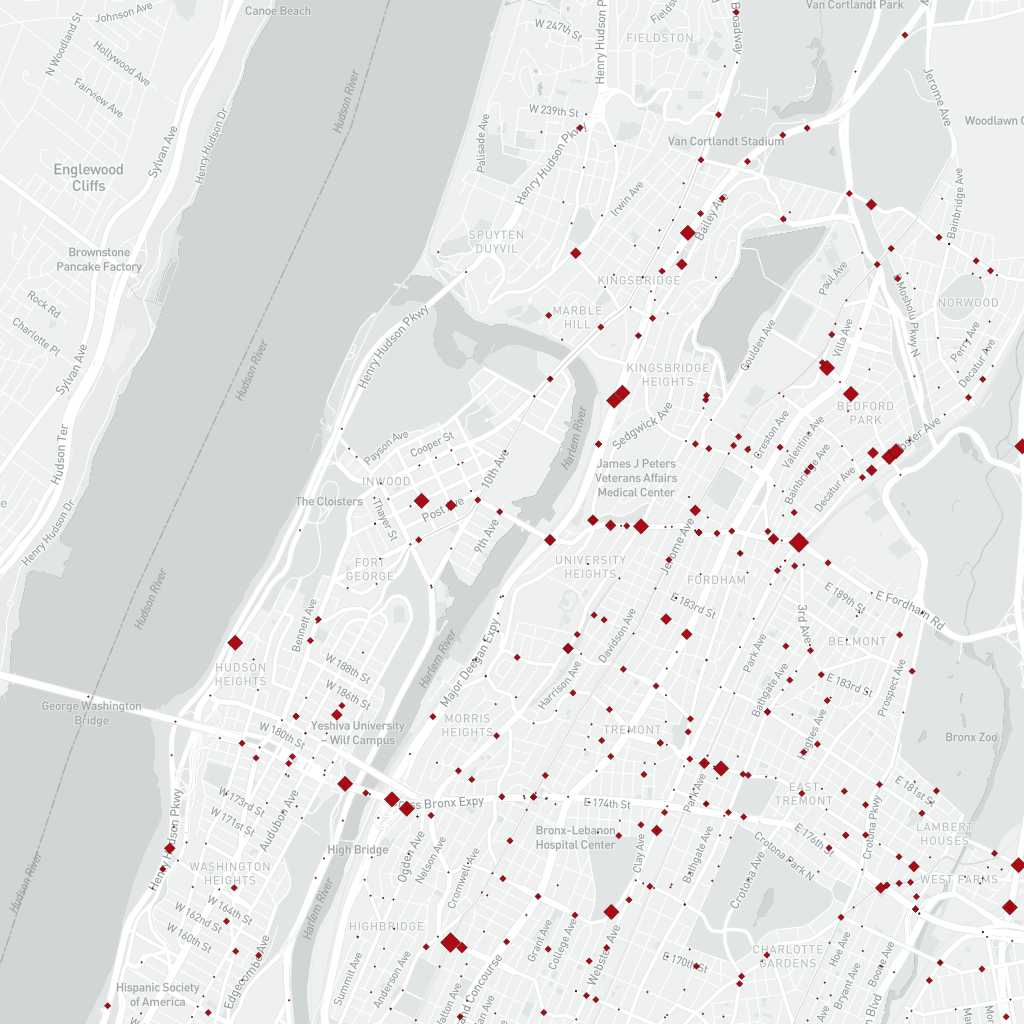 Canoe Beach
Van Cortlandt Park
W 247th St
Broadway
N Woodland St
FIELDSTON
Henry Hudson P
Hollywood Ave
Fairview Ave
Hudson River
Jerome Ave
W 239th St
Henry Hudson Dr
Woodlawn C
Sylvan Ave
Palisade Ave
Henry Hudson Pkwy
Van Cortlandt Stadium
Englewood
Cliffs
Irwin Ave
Bainbridge Ave
Bailey Ave
SPUYTEN
DUYVIL
Brownstone
Pancake Factory
Paul Ave
KINGSBRIDGE
Rock Rd
Mosholu Pkwy N
NORWOOD
MARBLE
HILL
Charlotte Pl
Henry Hudson Pkwy
Villa Ave
Perry Ave
Goulden Ave
Decatur Ave
Sylvan Ave
Hudson River
KINGSBRIDGE
HEIGHTS
BEDFORD
PARK
Sedgwick Ave
Creston Ave
Valentine Ave
Harlem River
Hudson Ter
Payson Ave
Cooper St
Bainbridge Ave
10th Ave
James J Peters
Veterans Affairs
Medical Center
INWOOD
The Cloisters
Decatur Ave
Thayer St
Post Ave
Henry Hudson Dr
9th Ave
Jerome Ave
UNIVERSITY
HEIGHTS
FORT
GEORGE
FORDHAM
Hudson River
E 189th St
E Fordham Rd
E 183rd St
3rd Ave
Bennett Ave
Davidson Ave
BELMONT
Harlem River
Major Deegan Expy
Park Ave
HUDSON
HEIGHTS
W 188th St
E 183rd St
W 186th St
Harrison Ave
Bathgate Ave
Prospect Ave
George Washington
Bridge
Yeshiva University
– Wilf Campus
MORRIS
HEIGHTS
W 180th St
TREMONT
Hughes Ave
Bronx Zoo
Park Ave
EAST
TREMONT
E 181st St
W 173rd St
Cross Bronx Expy
E 174th St
Henry Hudson Pkwy
W 171st St
Audubon Ave
Crotona Pkwy
LAMBERT
HOUSES
E 176th St
Bronx-Lebanon
Hospital Center
High Bridge
Ogden Ave
Nelson Ave
Clay Ave
Bathgate Ave
Crotona Park N
WASHINGTON
HEIGHTS
Cromwell Ave
WEST FARMS
Crotona Ave
Hudson River
W 164th St
W 162nd St
HIGHBRIDGE
Harlem River
W 160th St
Grant Ave
College Ave
Webster Ave
Hoe Ave
CHARLOTTE
GARDENS
Edgecombe Ave
Boone Ave
E 170th St
Summit Ave
Anderson Ave
Bryant Ave
Hispanic Society
of America